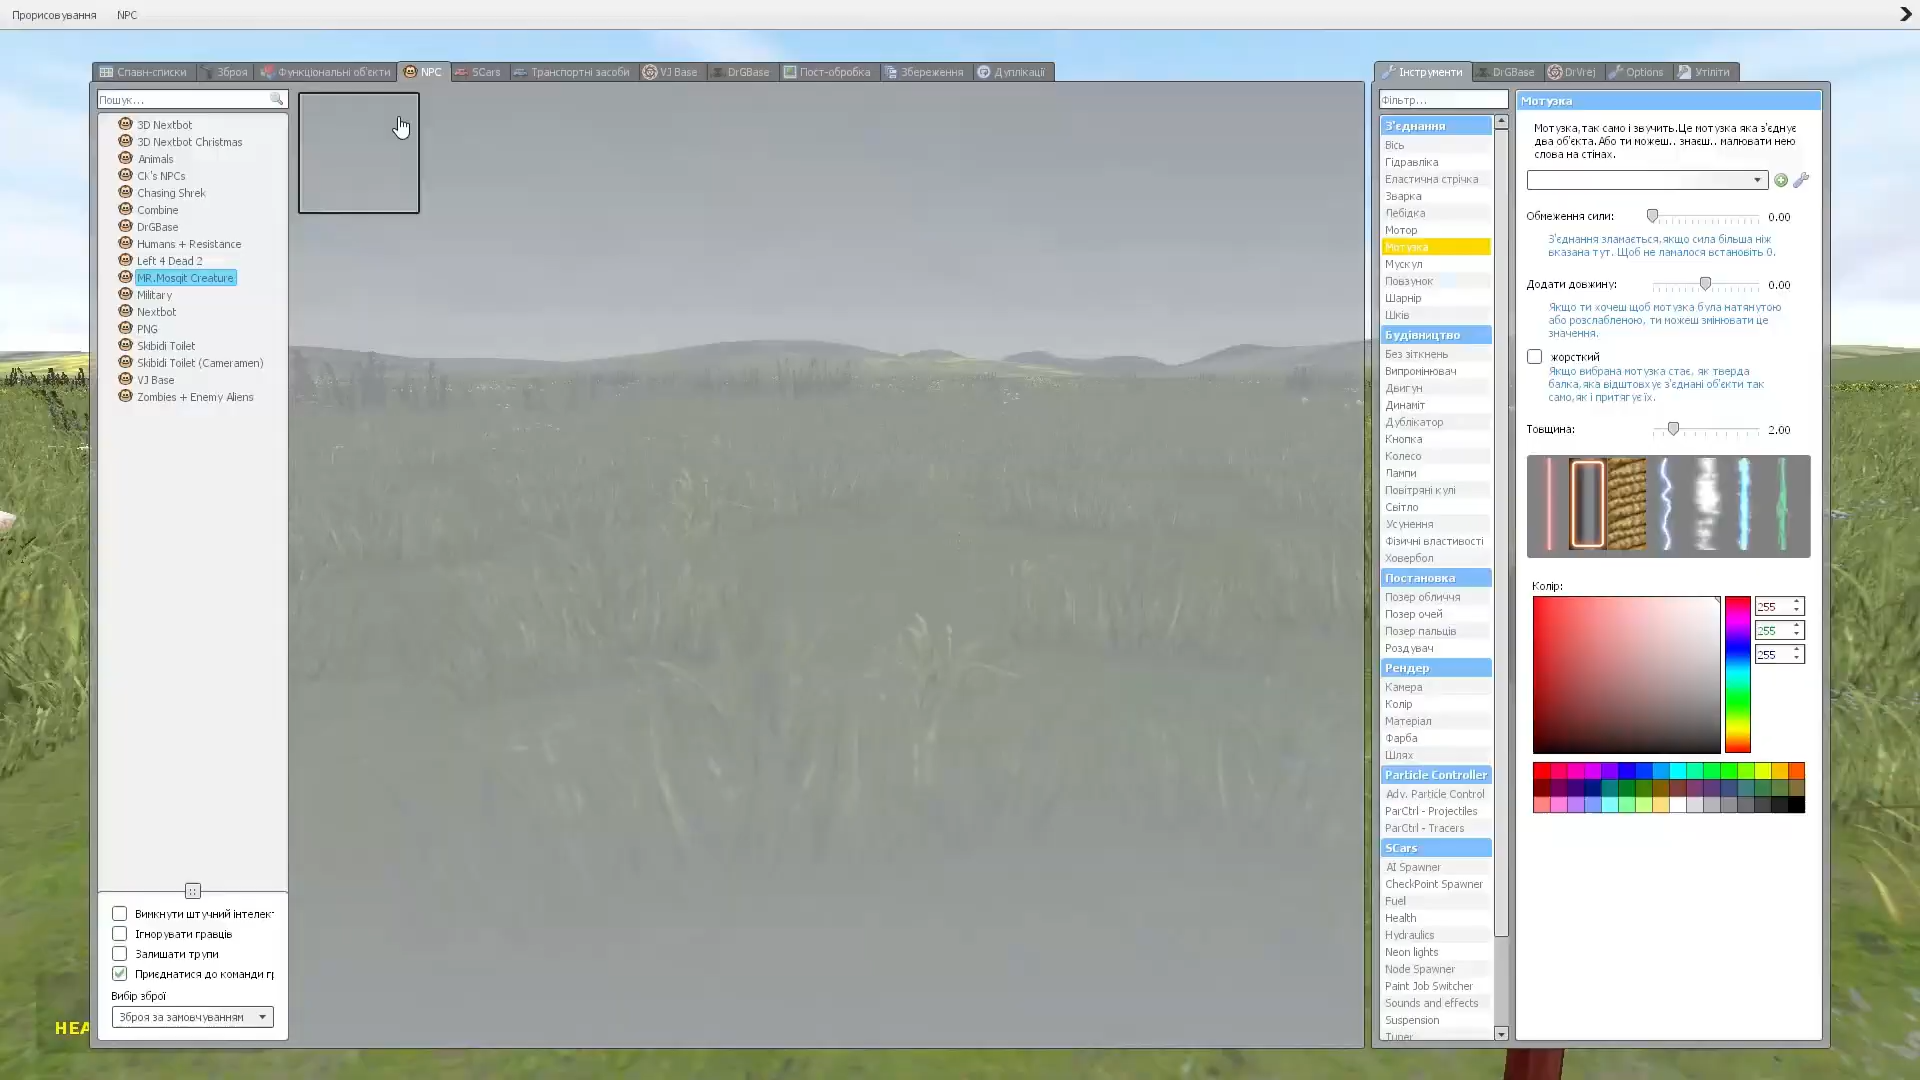 Прорисовування NPC
Спавн-списки Зброя Функціональні об'єкти NPC SCars Транспортні засоби VJ Base DrGBase Пост-обробка Збереження Дуплікації
Пошук...
3D Nextbot
3D Nextbot Christmas
Animals
Ck's NPCs
Chasing Shrek
Combine
DrGBase
Humans + Resistance
Left 4 Dead 2
MR.Mosqit Creature
Military
Nextbot
PNG
Skibidi Toilet
Skibidi Toilet (Cameramen)
VJ Base
Zombies + Enemy Aliens
Вимкнути штучний інтелект
Ігнорувати гравців
Залишати трупи
Приєднатися до команди гр
Вибір зброї
Зброя за замовчуванням
HEA
Інструменти DrGBase DrVrej Options Утиліти
Фільтр...
З'єднання
Вісь
Гідравліка
Еластична стрічка
Зварка
Лебідка
Мотор
Мотузка
Мускул
Повзунок
Шарнір
Шків
Будівництво
Без зіткнень
Випромінювач
Двигун
Динаміт
Дублікатор
Кнопка
Колесо
Лампи
Повітряні кулі
Світло
Усунення
Фізичні властивості
Ховербол
Постановка
Позер обличчя
Позер очей
Позер пальців
Роздувач
Рендер
Камера
Колір
Матеріал
Фарба
Шлях
Particle Controller
Adv. Particle Control
ParCtrl - Projectiles
ParCtrl - Tracers
SCars
AI Spawner
CheckPoint Spawner
Fuel
Health
Hydraulics
Neon lights
Node Spawner
Paint Job Switcher
Sounds and effects
Suspension
Tuner
Мотузка
Мотузка,так само і звучить.Це мотузка яка з'єднує
два об'єкта. Або ти можеш.. знаєш.. малювати нею
слова на стінах.
Обмеження сили: 0.00
З'єднання зламається,якщо сила більша ніж
вказана тут. Щоб не ламалося встановіть 0.
Додати довжину: 0.00
Якщо ти хочеш щоб мотузка була натянутою
або розслабленою, ти можеш змінювати це
значення.
жорсткий
Якщо вибрана мотузка стає, як тверда
балка,яка відштовхує з'єднані об'єкти так
само,як і притягує їх.
Товщина: 2.00
Колір:
255
255
255